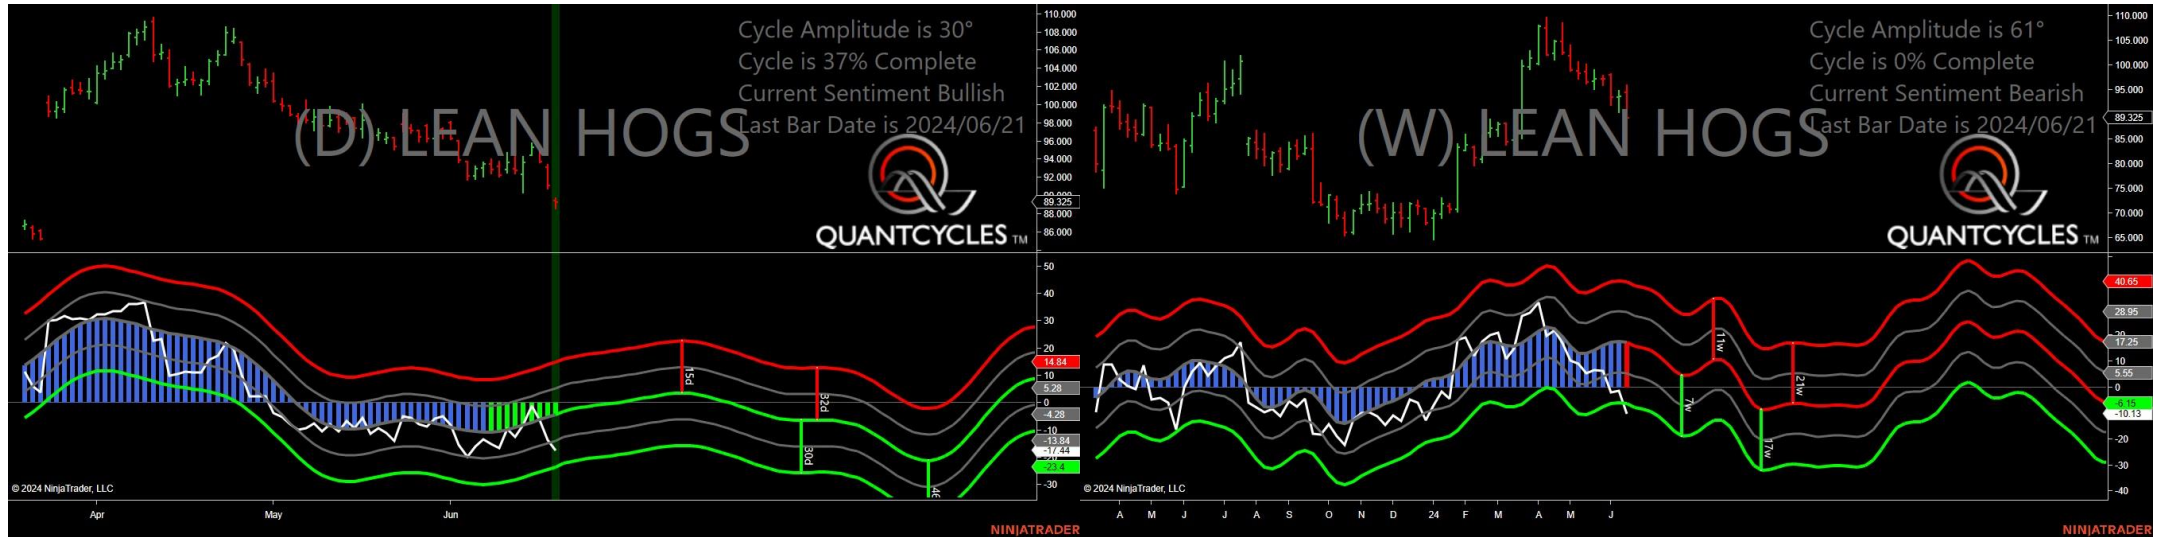 Cycle Amplitude is 30°
Cycle is 37% Complete
Current Sentiment Bullish
Last Bar Date is 2024/06/21
(D) LEAN HOGS
QUANTCYCLES TM
110.000
108.000
106.000
104.000
102.000
100.000
98.000
96.000
94.000
92.000
90.000
89.325
88.000
86.000
50
40
30
20
14.84
10
5.28
0
-4.28
-10
-13.84
-17.44
-20
-23.4
-30
15d
32d
30d
46
© 2024 NinjaTrader, LLC
Apr May Jun
NINJATRADER
Cycle Amplitude is 61°
Cycle is 0% Complete
Current Sentiment Bearish
Last Bar Date is 2024/06/21
(W) LEAN HOGS
QUANTCYCLES TM
110.000
105.000
100.000
95.000
89.325
85.000
80.000
75.000
70.000
65.000
40.65
28.95
20
17.25
10
5.55
0
-6.15
-10.13
-20
-30
-40
7w
11w
17w
21w
© 2024 NinjaTrader, LLC
A M J J A S O N D 24 F M A M J
NINJATRADER